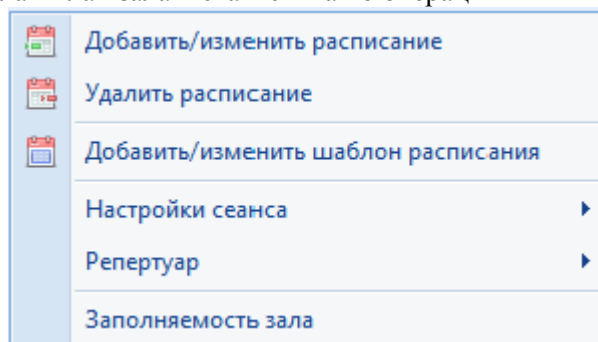 Добавить/изменить расписание
Удалить расписание
Добавить/изменить шаблон расписания
Настройки сеанса
Репертуар
Заполняемость зала